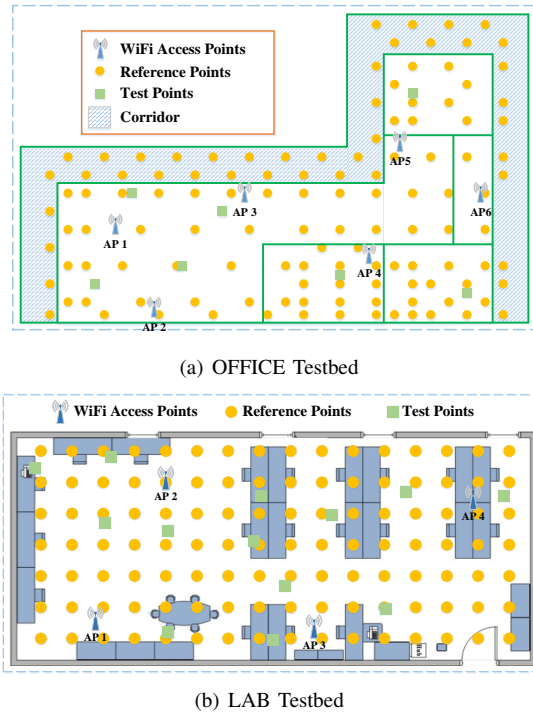 WiFi Access Points
Reference Points
Test Points
Corridor
AP5
AP 3
AP6
AP 1
AP 4
AP 2
(a) OFFICE Testbed
WiFi Access Points Reference Points Test Points
AP 2
AP 4
AP 1
AP 3
(b) LAB Testbed